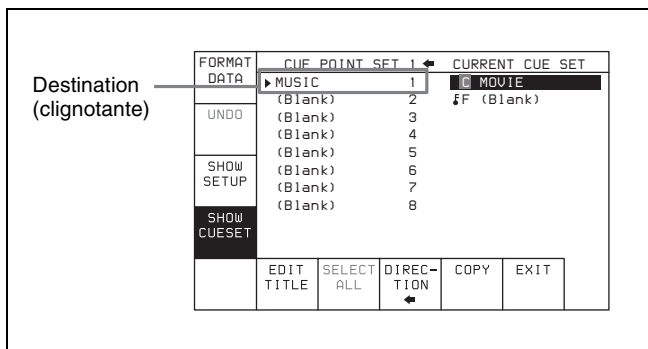 Destination
(clignotante)
FORMAT
DATA
UNDO
SHOW
SETUP
SHOW
CUESET
CUE POINT SET 1 ← CURRENT CUE SET
▶ MUSIC 1 C MOVIE
(Blank) 2 F (Blank)
(Blank) 3
(Blank) 4
(Blank) 5
(Blank) 6
(Blank) 7
(Blank) 8
EDIT
TITLE
SELECT
ALL
DIREC-
TION
←
COPY
EXIT